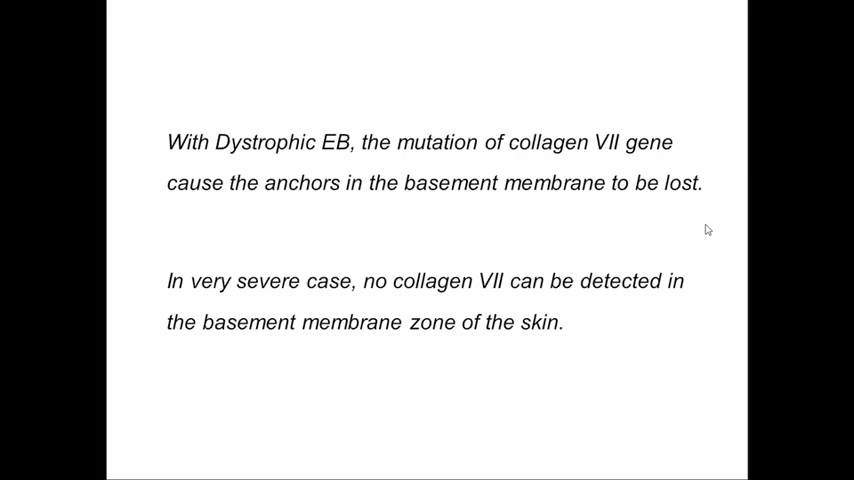 With Dystrophic EB, the mutation of collagen VII gene
cause the anchors in the basement membrane to be lost.
In very severe case, no collagen VII can be detected in
the basement membrane zone of the skin.